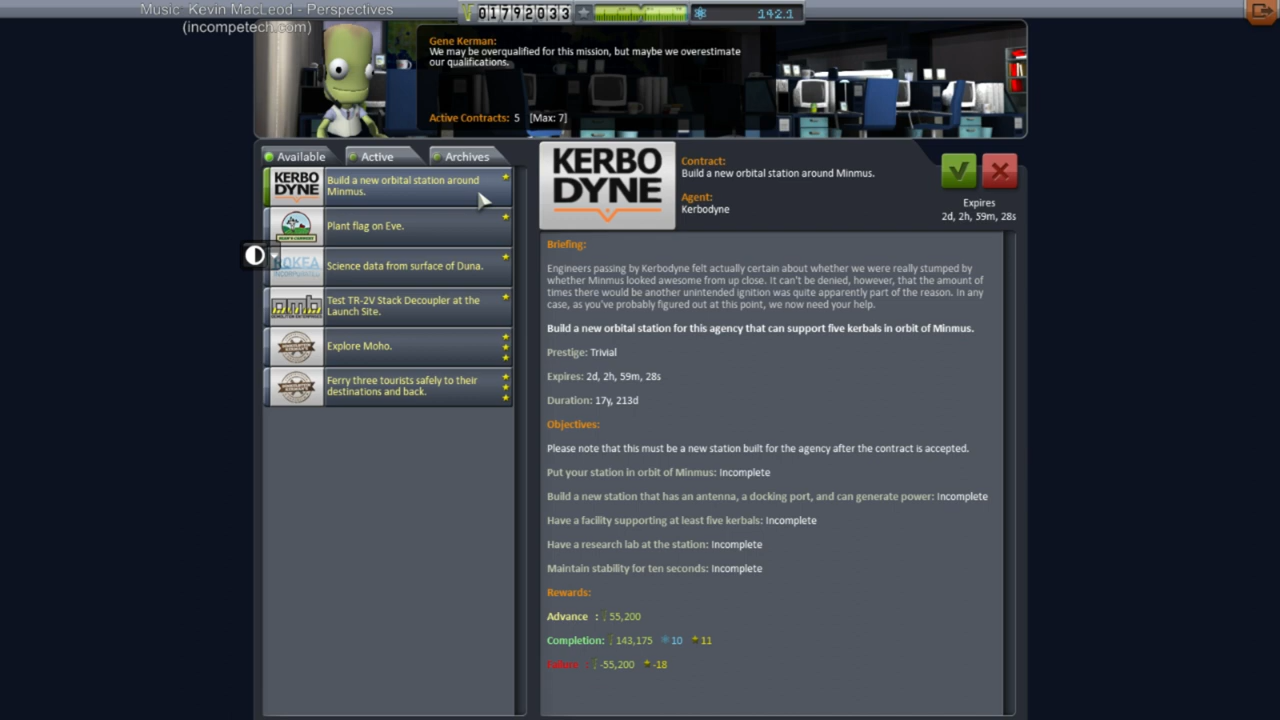 Music Kevin MacLeod - Perspectives
(incompetech.com)
01792033
142.1
Gene Kerman:
We may be overqualified for this mission, but maybe we overestimate
our qualifications.
Active Contracts: 5 [Max: 7]
Available
Active
Archives
KERBO
DYNE
Build a new orbital station around
Minmus.
Plant flag on Eve.
Science data from surface of Duna.
Test TR-2V Stack Decoupler at the
Launch Site.
Explore Moho.
Ferry three tourists safely to their
destinations and back.
KERBO
DYNE
Contract:
Build a new orbital station around Minmus.
Agent:
Kerbodyne
Expires
2d, 2h, 59m, 28s
Briefing:
Engineers passing by Kerbodyne felt actually certain about whether we were really stumped by
whether Minmus looked awesome from up close. It can't be denied, however, that the amount of
times there would be another unintended ignition was quite apparently part of the reason. In any
case, as you've probably figured out at this point, we now need your help.
Build a new orbital station for this agency that can support five kerbals in orbit of Minmus.
Prestige: Trivial
Expires: 2d, 2h, 59m, 28s
Duration: 17y, 213d
Objectives:
Please note that this must be a new station built for the agency after the contract is accepted.
Put your station in orbit of Minmus: Incomplete
Build a new station that has an antenna, a docking port, and can generate power: Incomplete
Have a facility supporting at least five kerbals: Incomplete
Have a research lab at the station: Incomplete
Maintain stability for ten seconds: Incomplete
Rewards:
Advance : 55,200
Completion: 143,175 10 11
Failure : -55,200 -18